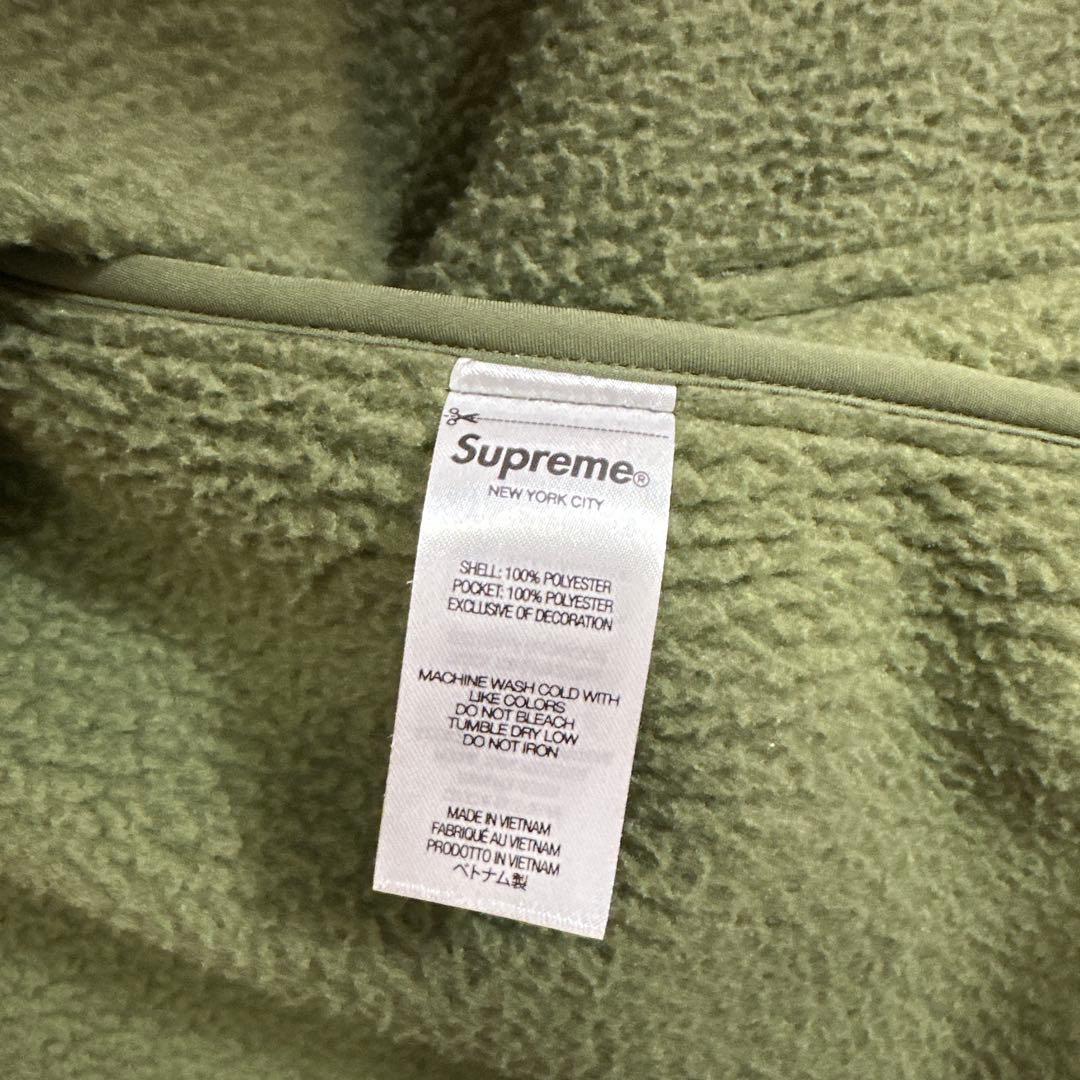 Supreme®
NEW YORK CITY
SHELL: 100% POLYESTER
POCKET: 100% POLYESTER
EXCLUSIVE OF DECORATION
MACHINE WASH COLD WITH
LIKE COLORS
DO NOT BLEACH
TUMBLE DRY LOW
DO NOT IRON
MADE IN VIETNAM
FABRIQUÉ AU VIETNAM
PRODOTTO IN VIETNAM
ベトナム製